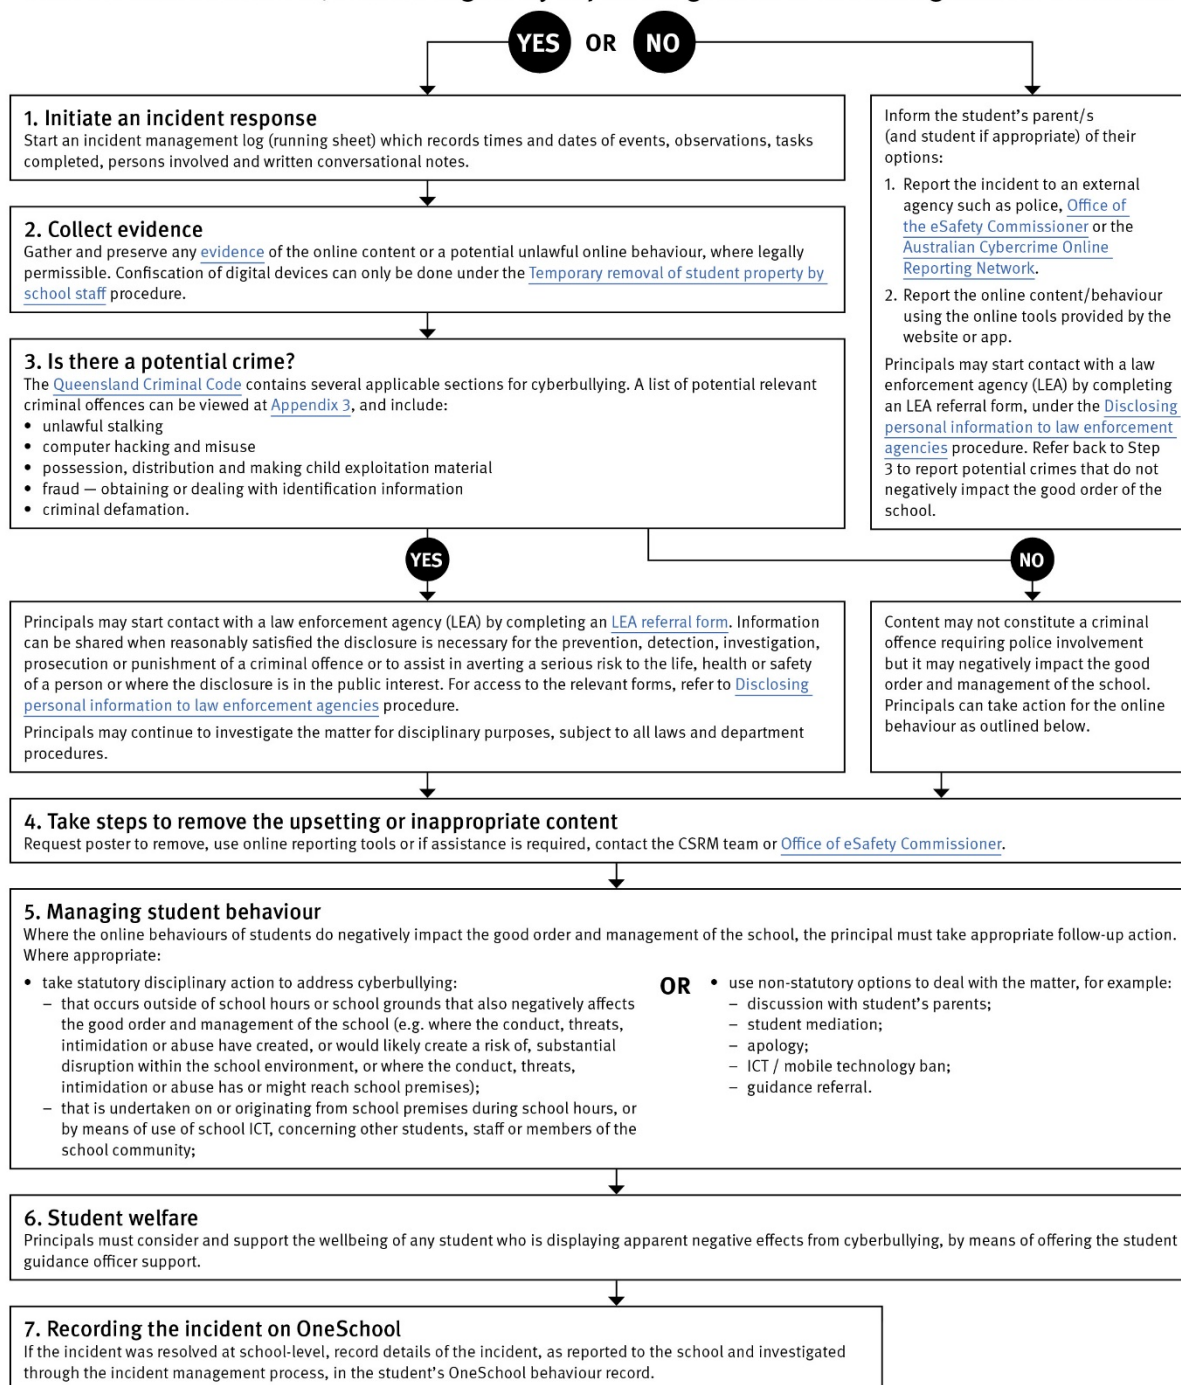 YES OR NO
1. Initiate an incident response
Start an incident management log (running sheet) which records times and dates of events, observations, tasks
completed, persons involved and written conversational notes.
2. Collect evidence
Gather and preserve any evidence of the online content or a potential unlawful online behaviour, where legally
permissible. Confiscation of digital devices can only be done under the Temporary removal of student property by
school staff procedure.
3. Is there a potential crime?
The Queensland Criminal Code contains several applicable sections for cyberbullying. A list of potential relevant
criminal offences can be viewed at Appendix 3, and include:
• unlawful stalking
• computer hacking and misuse
• possession, distribution and making child exploitation material
• fraud — obtaining or dealing with identification information
• criminal defamation.
Inform the student's parent/s
(and student if appropriate) of their
options:
1. Report the incident to an external
agency such as police, Office of
the eSafety Commissioner or the
Australian Cybercrime Online
Reporting Network.
2. Report the online content/behaviour
using the online tools provided by the
website or app.
Principals may start contact with a law
enforcement agency (LEA) by completing
an LEA referral form, under the Disclosing
personal information to law enforcement
agencies procedure. Refer back to Step
3 to report potential crimes that do not
negatively impact the good order of the
school.
YES
NO
Principals may start contact with a law enforcement agency (LEA) by completing an LEA referral form. Information
can be shared when reasonably satisfied the disclosure is necessary for the prevention, detection, investigation,
prosecution or punishment of a criminal offence or to assist in averting a serious risk to the life, health or safety
of a person or where the disclosure is in the public interest. For access to the relevant forms, refer to Disclosing
personal information to law enforcement agencies procedure.
Principals may continue to investigate the matter for disciplinary purposes, subject to all laws and department
procedures.
Content may not constitute a criminal
offence requiring police involvement
but it may negatively impact the good
order and management of the school.
Principals can take action for the online
behaviour as outlined below.
4. Take steps to remove the upsetting or inappropriate content
Request poster to remove, use online reporting tools or if assistance is required, contact the CSRM team or Office of eSafety Commissioner.
5. Managing student behaviour
Where the online behaviours of students do negatively impact the good order and management of the school, the principal must take appropriate follow-up action.
Where appropriate:
• take statutory disciplinary action to address cyberbullying:
– that occurs outside of school hours or school grounds that also negatively affects
the good order and management of the school (e.g. where the conduct, threats,
intimidation or abuse have created, or would likely create a risk of, substantial
disruption within the school environment, or where the conduct, threats,
intimidation or abuse has or might reach school premises);
– that is undertaken on or originating from school premises during school hours, or
by means of use of school ICT, concerning other students, staff or members of the
school community;
OR
• use non-statutory options to deal with the matter, for example:
– discussion with student's parents;
– student mediation;
– apology;
– ICT / mobile technology ban;
– guidance referral.
6. Student welfare
Principals must consider and support the wellbeing of any student who is displaying apparent negative effects from cyberbullying, by means of offering the student
guidance officer support.
7. Recording the incident on OneSchool
If the incident was resolved at school-level, record details of the incident, as reported to the school and investigated
through the incident management process, in the student's OneSchool behaviour record.